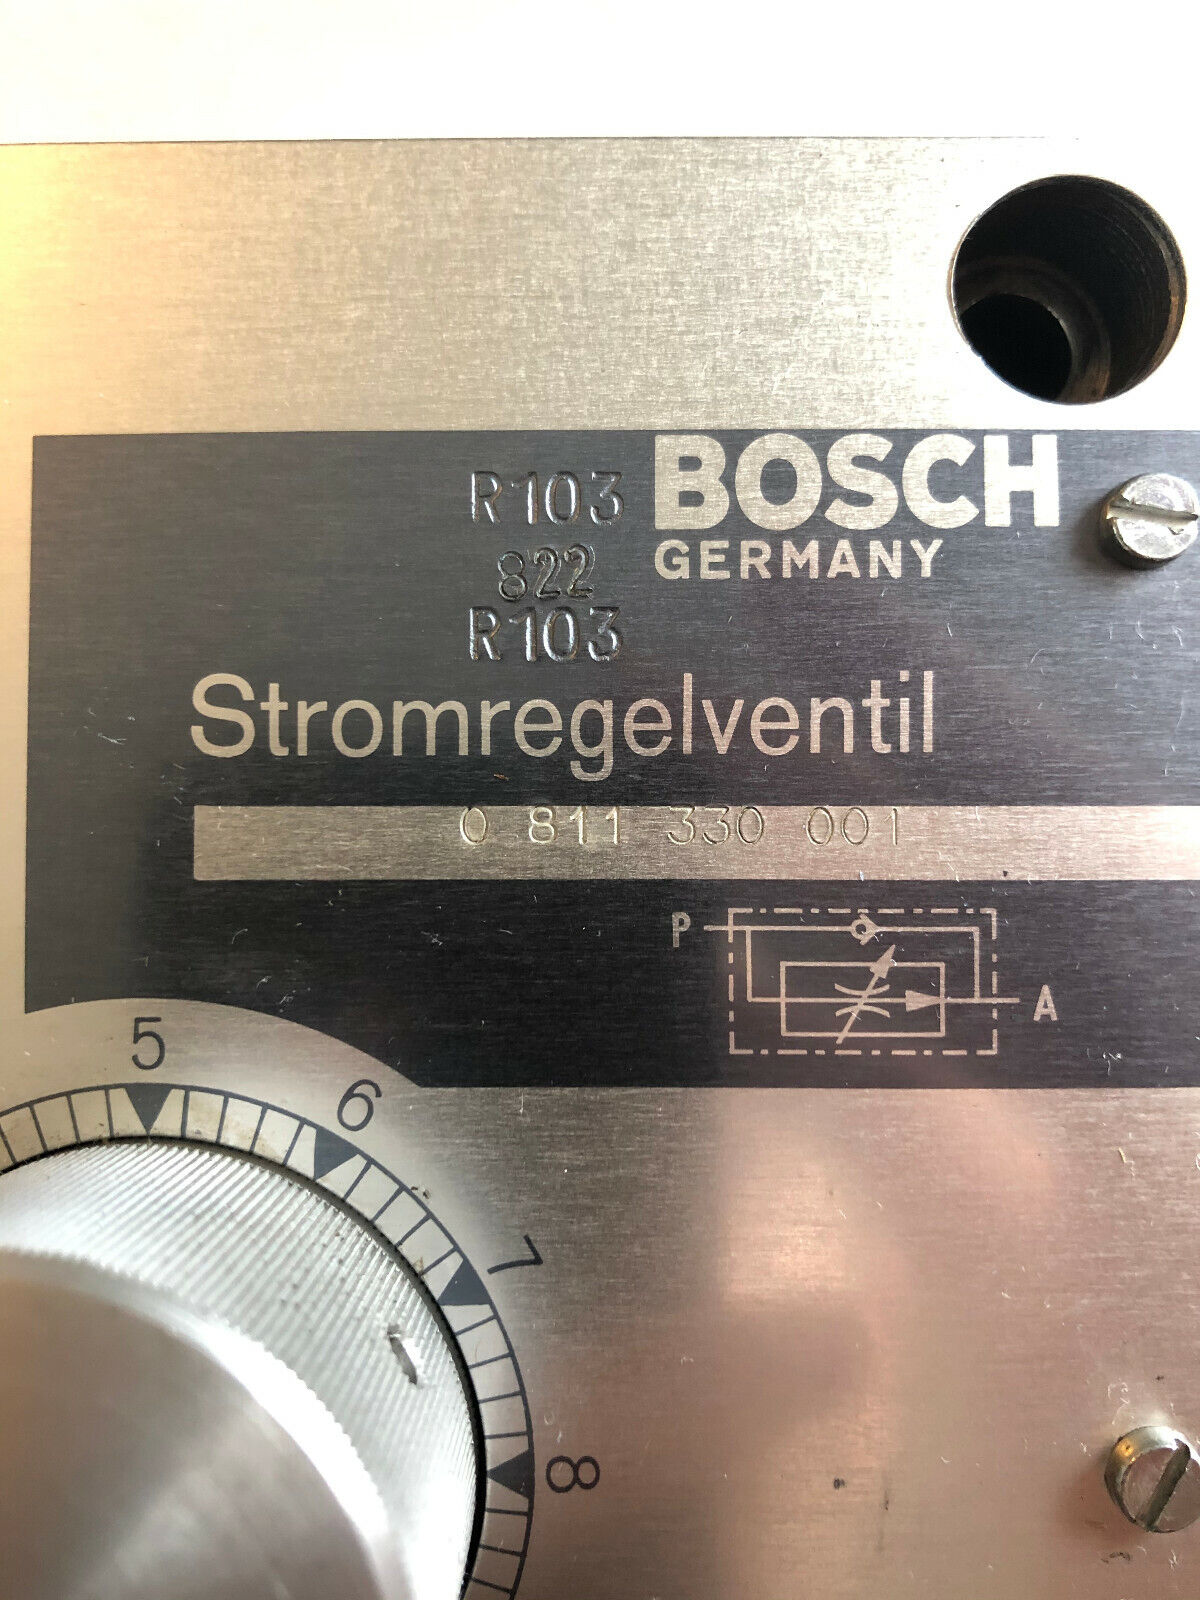 R103
BOSCH
GERMANY
822
R103
Stromregelventil
0 811 330 001
P
A
5
6
7
8